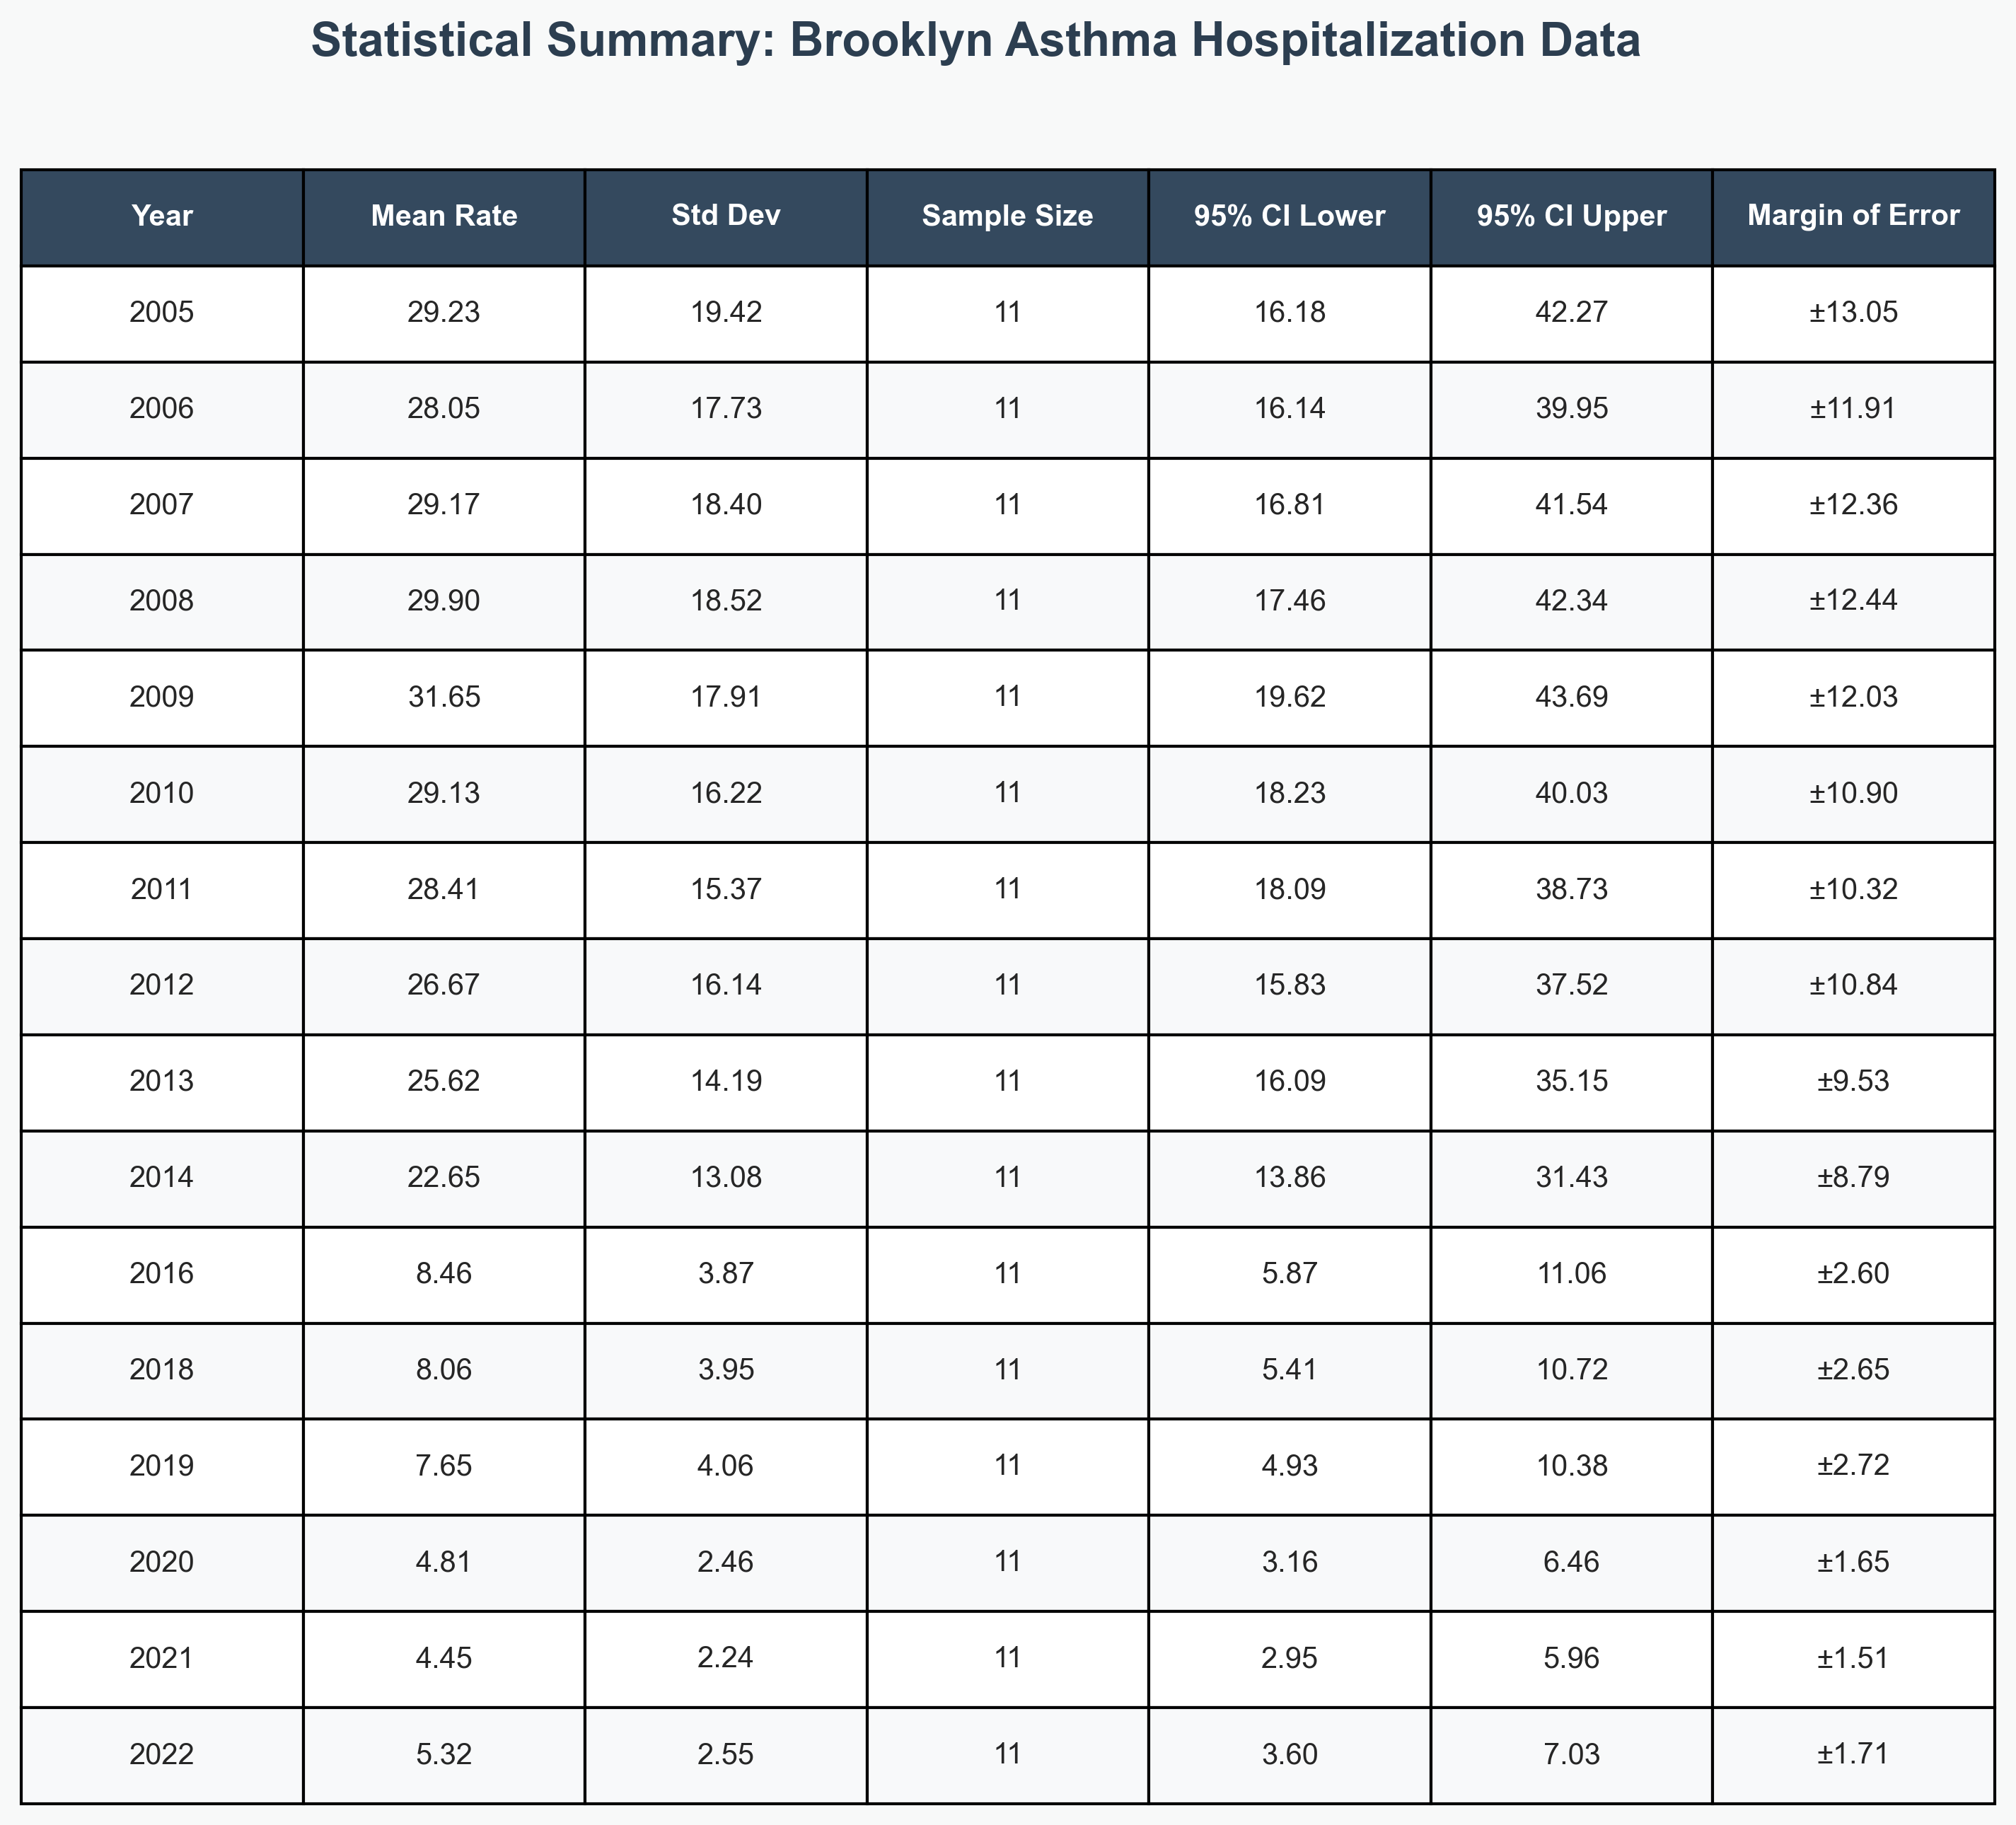 Statistical Summary: Brooklyn Asthma Hospitalization Data
Year Mean Rate Std Dev Sample Size 95% CI Lower 95% CI Upper Margin of Error
2005 29.23 19.42 11 16.18 42.27 ±13.05
2006 28.05 17.73 11 16.14 39.95 ±11.91
2007 29.17 18.40 11 16.81 41.54 ±12.36
2008 29.90 18.52 11 17.46 42.34 ±12.44
2009 31.65 17.91 11 19.62 43.69 ±12.03
2010 29.13 16.22 11 18.23 40.03 ±10.90
2011 28.41 15.37 11 18.09 38.73 ±10.32
2012 26.67 16.14 11 15.83 37.52 ±10.84
2013 25.62 14.19 11 16.09 35.15 ±9.53
2014 22.65 13.08 11 13.86 31.43 ±8.79
2016 8.46 3.87 11 5.87 11.06 ±2.60
2018 8.06 3.95 11 5.41 10.72 ±2.65
2019 7.65 4.06 11 4.93 10.38 ±2.72
2020 4.81 2.46 11 3.16 6.46 ±1.65
2021 4.45 2.24 11 2.95 5.96 ±1.51
2022 5.32 2.55 11 3.60 7.03 ±1.71